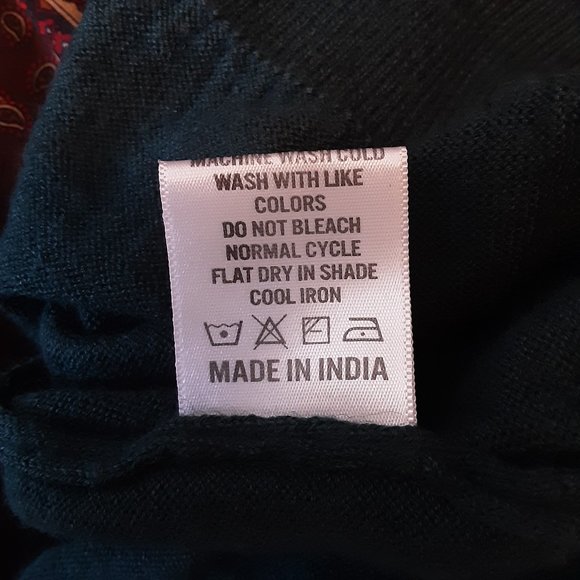 MACHINE WASH COLD
WASH WITH LIKE
COLORS
DO NOT BLEACH
NORMAL CYCLE
FLAT DRY IN SHADE
COOL IRON
MADE IN INDIA